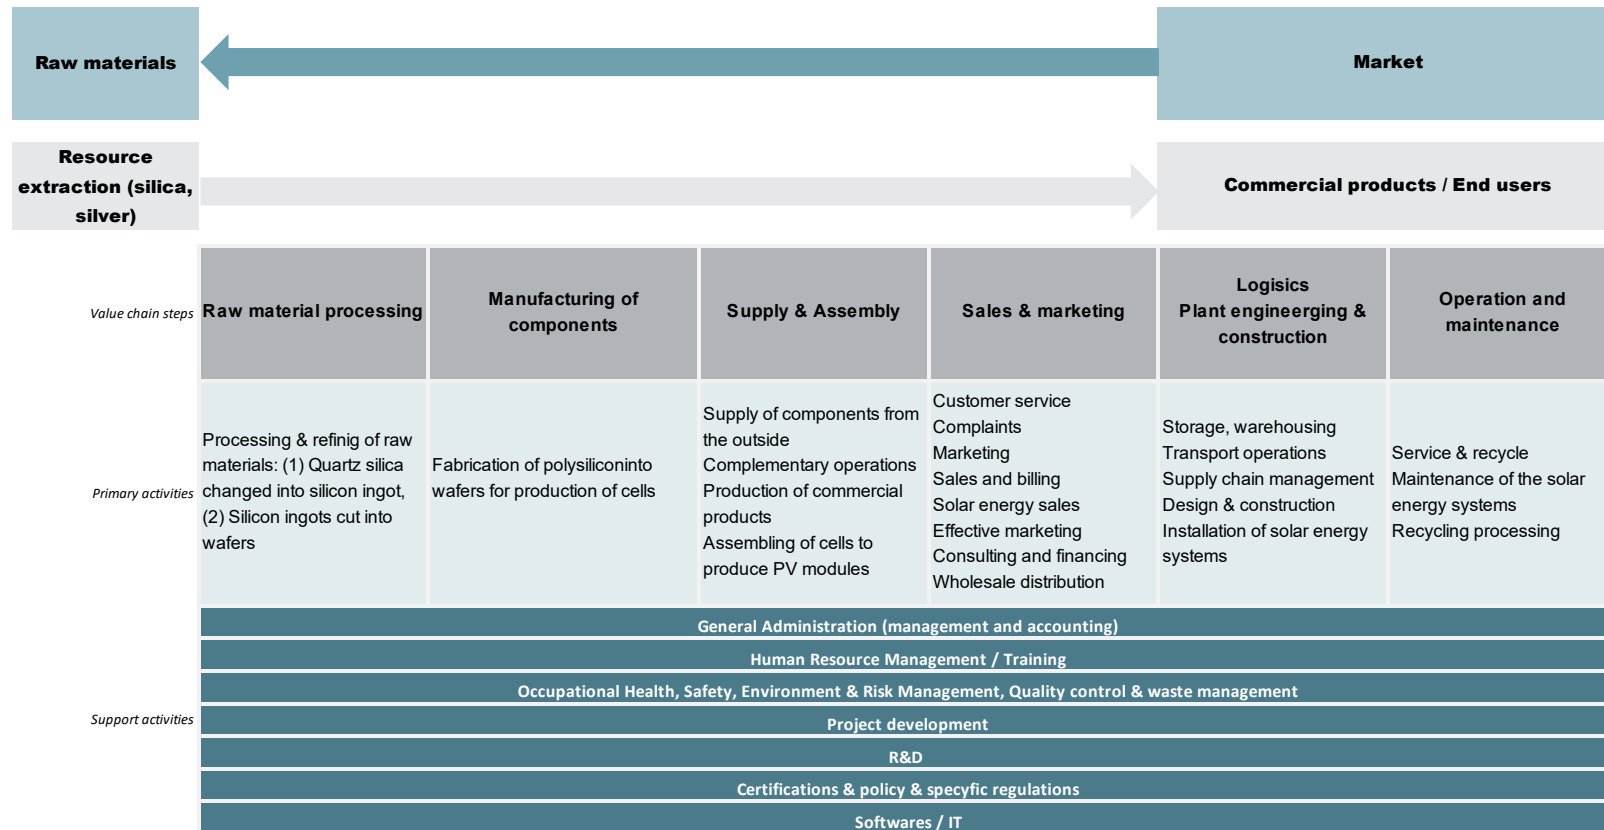 Raw materials
Market
Resource
extraction (silica,
silver)
Commercial products / End users
Value chain steps
Raw material processing
Manufacturing of
components
Supply & Assembly
Sales & marketing
Logisics
Plant engineerging &
construction
Operation and
maintenance
Primary activities
Processing & refinig of raw
materials: (1) Quartz silica
changed into silicon ingot,
(2) Silicon ingots cut into
wafers
Fabrication of polysiliconinto
wafers for production of cells
Supply of components from
the outside
Complementary operations
Production of commercial
products
Assembling of cells to
produce PV modules
Customer service
Complaints
Marketing
Sales and billing
Solar energy sales
Effective marketing
Consulting and financing
Wholesale distribution
Storage, warehousing
Transport operations
Supply chain management
Design & construction
Installation of solar energy
systems
Service & recycle
Maintenance of the solar
energy systems
Recycling processing
Support activities
General Administration (management and accounting)
Human Resource Management / Training
Occupational Health, Safety, Environment & Risk Management, Quality control & waste management
Project development
R&D
Certifications & policy & specyfic regulations
Softwares / IT